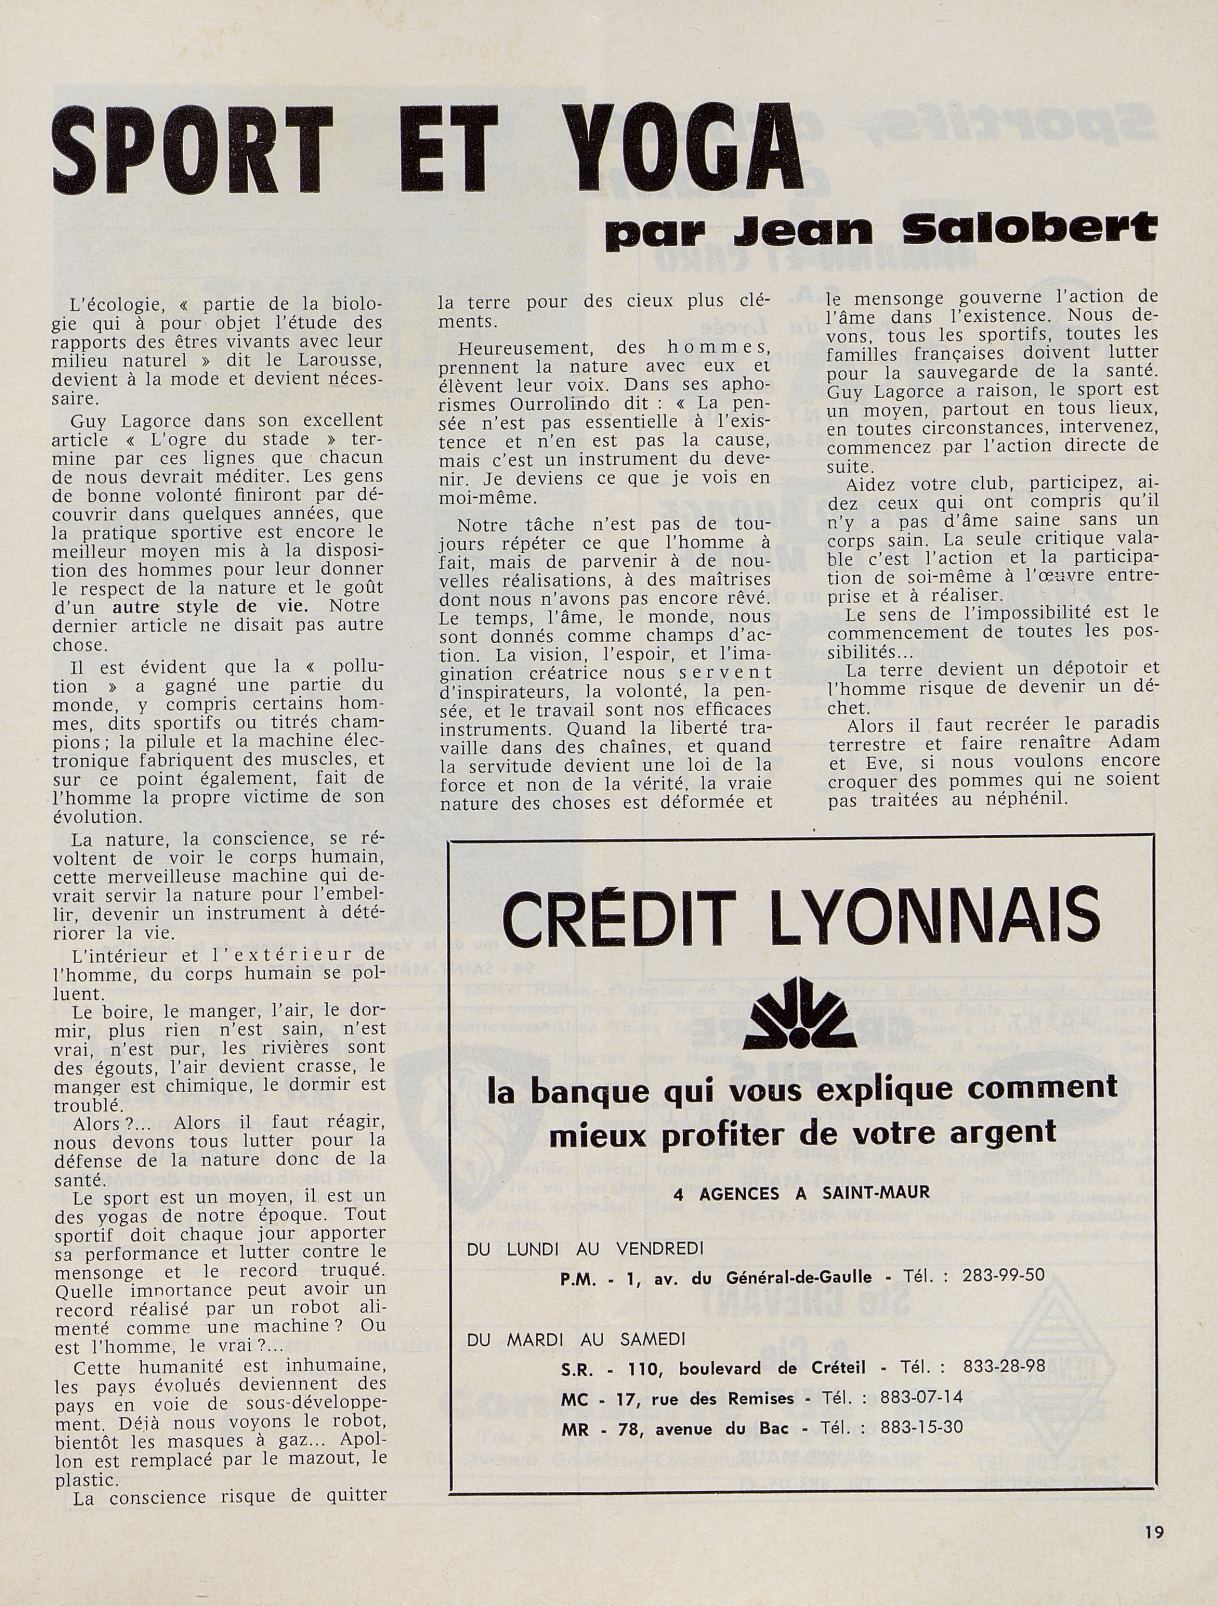 SPORT ET YOGA
par Jean Salobert
L'écologie, « partie de la biolo-
gie qui à pour objet l'étude des
rapports des êtres vivants avec leur
milieu naturel » dit le Larousse,
devient à la mode et devient néces-
saire.
Guy Lagorce dans son excellent
article « L'ogre du stade » ter-
mine par ces lignes que chacun
de nous devrait méditer. Les gens
de bonne volonté finiront par dé-
couvrir dans quelques années, que
la pratique sportive est encore le
meilleur moyen mis à la disposi-
tion des hommes pour leur donner
le respect de la nature et le goût
d'un autre style de vie. Notre
dernier article ne disait pas autre
chose.
Il est évident que la « pollu-
tion » a gagné une partie du
monde, y compris certains hom-
mes, dits sportifs ou titrés cham-
pions; la pilule et la machine élec-
tronique fabriquent des muscles, et
sur ce point également, fait de
l'homme la propre victime de son
évolution.
La nature, la conscience, se ré-
voltent de voir le corps humain,
cette merveilleuse machine qui de-
vrait servir la nature pour l'embel-
lir, devenir un instrument à dété-
riorer la vie.
L'intérieur et l'extérieur de
l'homme, du corps humain se pol-
luent.
Le boire, le manger, l'air, le dor-
mir, plus rien n'est sain, n'est
vrai, n'est pur, les rivières sont
des égouts, l'air devient crasse, le
manger est chimique, le dormir est
troublé.
Alors ?... Alors il faut réagir,
nous devons tous lutter pour la
défense de la nature donc de la
santé.
Le sport est un moyen, il est un
des yogas de notre époque. Tout
sportif doit chaque jour apporter
sa performance et lutter contre le
mensonge et le record truqué.
Quelle importance peut avoir un
record réalisé par un robot ali-
menté comme une machine ? Ou
est l'homme, le vrai ?...
Cette humanité est inhumaine,
les pays évolués deviennent des
pays en voie de sous-développe-
ment. Déjà nous voyons le robot,
bientôt les masques à gaz... Apol-
lon est remplacé par le mazout, le
plastic.
La conscience risque de quitter
la terre pour des cieux plus clé-
ments.
Heureusement, des hommes,
prennent la nature avec eux et
élèvent leur voix. Dans ses apho-
rismes Ourrolindo dit : « La pen-
sée n'est pas essentielle à l'exis-
tence et n'en est pas la cause,
mais c'est un instrument du deve-
nir. Je deviens ce que je vois en
moi-même.
Notre tâche n'est pas de tou-
jours répéter ce que l'homme à
fait, mais de parvenir à de nou-
velles réalisations, à des maîtrises
dont nous n'avons pas encore rêvé.
Le temps, l'âme, le monde, nous
sont donnés comme champs d'ac-
tion. La vision, l'espoir, et l'ima-
gination créatrice nous servent
d'inspirateurs, la volonté, la pen-
sée, et le travail sont nos efficaces
instruments. Quand la liberté tra-
vaille dans des chaînes, et quand
la servitude devient une loi de la
force et non de la vérité, la vraie
nature des choses est déformée et
le mensonge gouverne l'action de
l'âme dans l'existence. Nous de-
vons, tous les sportifs, toutes les
familles françaises doivent lutter
pour la sauvegarde de la santé.
Guy Lagorce a raison, le sport est
un moyen, partout en tous lieux,
en toutes circonstances, intervenez,
commencez par l'action directe de
suite.
Aidez votre club, participez, ai-
dez ceux qui ont compris qu'il
n'y a pas d'âme saine sans un
corps sain. La seule critique vala-
ble c'est l'action et la participa-
tion de soi-même à l'œuvre entre-
prise et à réaliser.
Le sens de l'impossibilité est le
commencement de toutes les pos-
sibilités...
La terre devient un dépotoir et
l'homme risque de devenir un dé-
chet.
Alors il faut recréer le paradis
terrestre et faire renaître Adam
et Eve, si nous voulons encore
croquer des pommes qui ne soient
pas traitées au néphénil.
CRÉDIT LYONNAIS
la banque qui vous explique comment
mieux profiter de votre argent
4 AGENCES A SAINT-MAUR
DU LUNDI AU VENDREDI
P.M. - 1, av. du Général-de-Gaulle - Tél. : 283-99-50
DU MARDI AU SAMEDI
S.R. - 110, boulevard de Créteil - Tél. : 833-28-98
MC - 17, rue des Remises - Tél. : 883-07-14
MR - 78, avenue du Bac - Tél. : 883-15-30
19